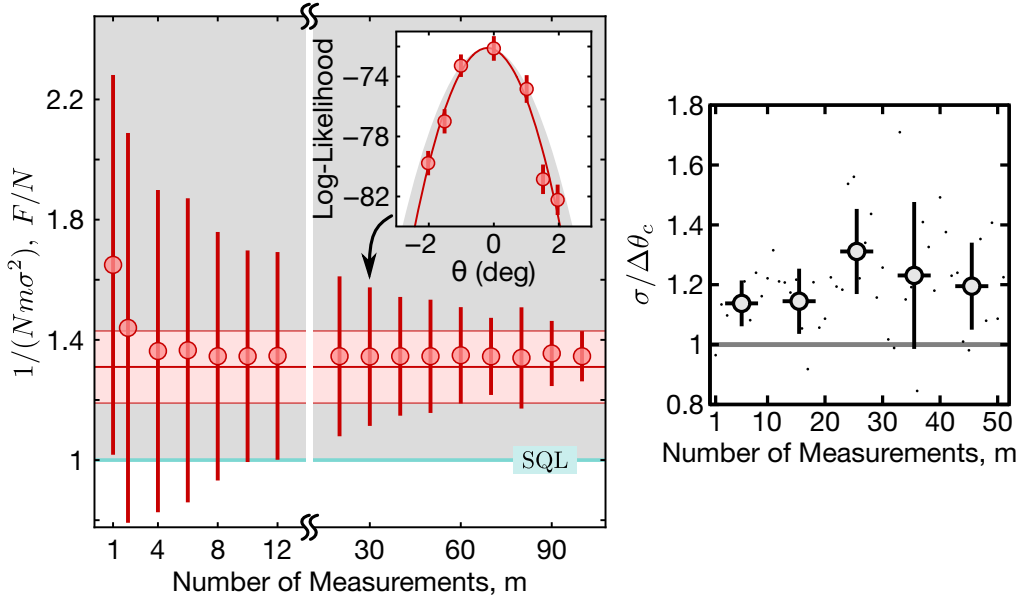 1/(Nmσ²), F/N
2.2
1.8
1.4
1
1 4 8 12 30 60 90
Number of Measurements, m
SQL
Log-Likelihood
−74
−78
−82
−2 0 2
θ (deg)
σ/Δθ_c
1.8
1.6
1.4
1.2
1
0.8
1 10 20 30 40 50
Number of Measurements, m